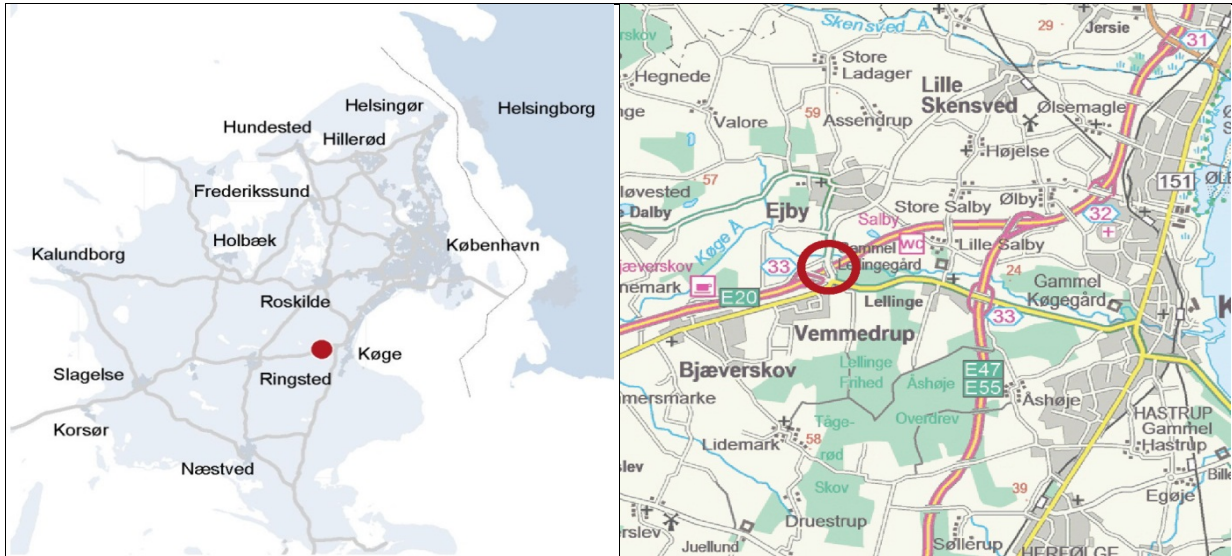 Helsingør
Helsingborg
Hundested
Hillerød
Frederikssund
Holbæk
København
Kalundborg
Roskilde
Køge
Slagelse
Ringsted
Korsør
Næstved
Skensved Å
29
Jersie
31
Store
Ladager
Hegnede
Lille
Skensved
59
Valore
Assendrup
Ølsemagle
Højelse
57
151
Ejby
Store Salby
Ølby
Salby
32
Køge Å
WC
Lille Salby
33
24
Gammel
Køgegård
E20
Lellinge
33
Vemmedrup
Bjæverskov
Lellinge
Frihed
Åshøje
E47
E55
Åshøje
Overdrev
Tåge-
rød
Skov
HASTRUP
Gammel
Hastrup
Lidemark
58
39
Egøje
Druestrup
Juellund
Søllerup